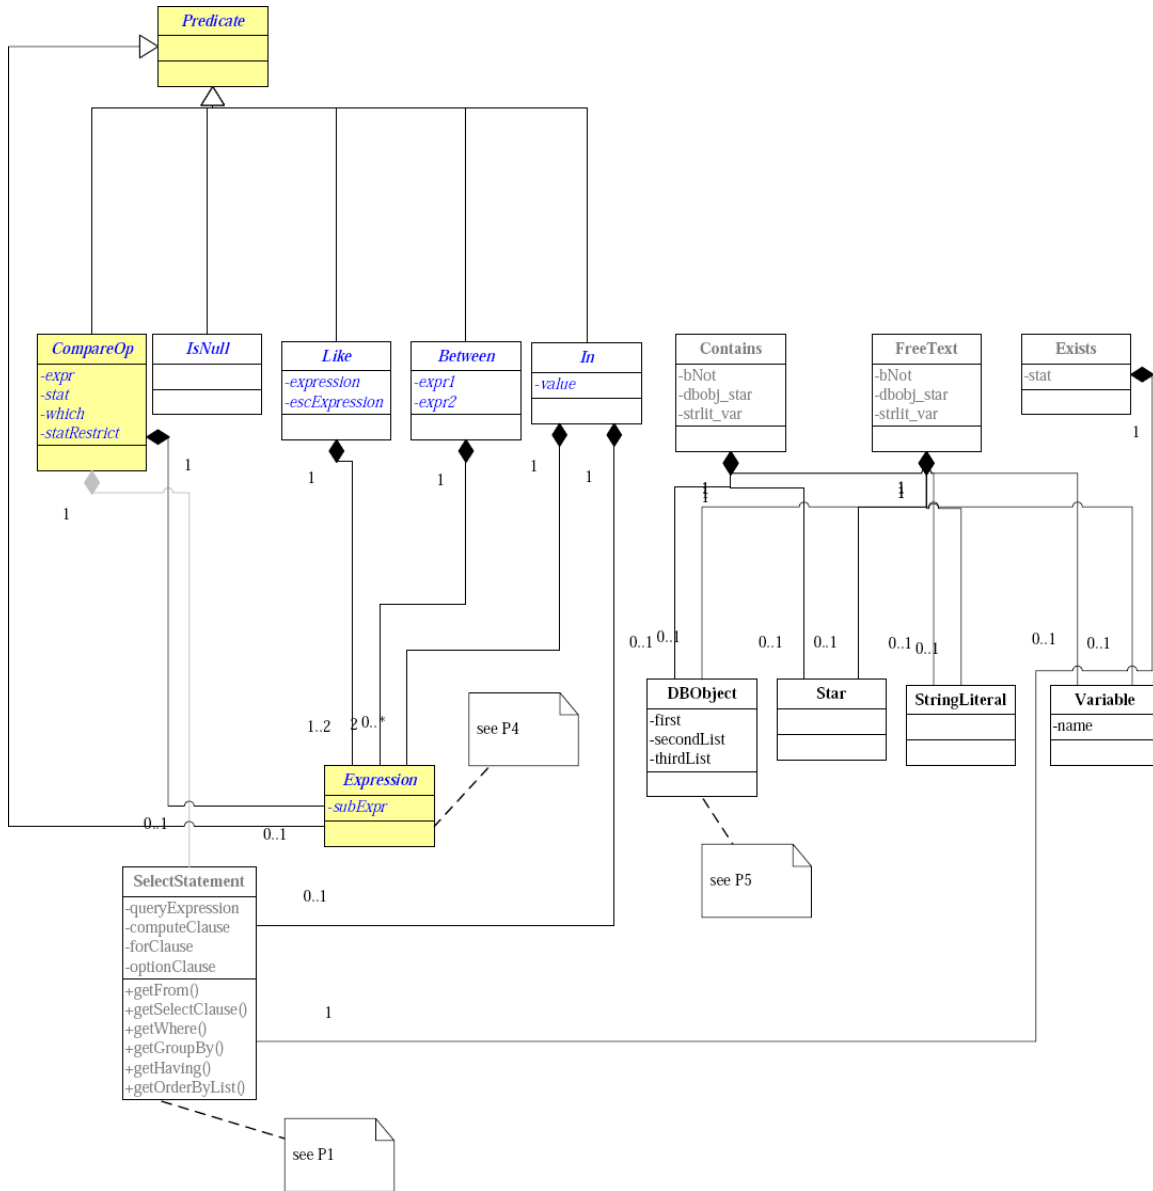 Predicate
CompareOp
-expr
-stat
-which
-statRestrict
IsNull
Like
-expression
-escExpression
Between
-expr1
-expr2
In
-value
Contains
-bNot
-dbobj_star
-strlit_var
FreeText
-bNot
-dbobj_star
-strlit_var
Exists
-stat
1
1
1
1
1
1
1
1
1
1
1
1
1
0..1
0..1
0..1
0..1
0..1
0..1
0..1
0..1
DBObject
-first
-secondList
-thirdList
Star
StringLiteral
Variable
-name
1..2
2
0..*
see P4
Expression
-subExpr
0..1
0..1
see P5
SelectStatement
-queryExpression
-computeClause
-forClause
-optionClause
+getFrom()
+getSelectClause()
+getWhere()
+getGroupBy()
+getHaving()
+getOrderByList()
0..1
1
see P1